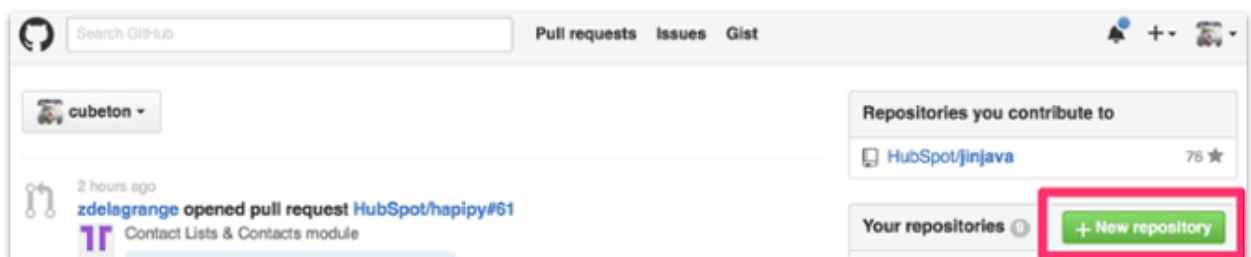 Search GitHub
Pull requests Issues Gist
cubeton
Repositories you contribute to
HubSpot/jinjava 76
2 hours ago
zdelagrange opened pull request HubSpot/hapipy#61
Contact Lists & Contacts module
Your repositories 9
+ New repository